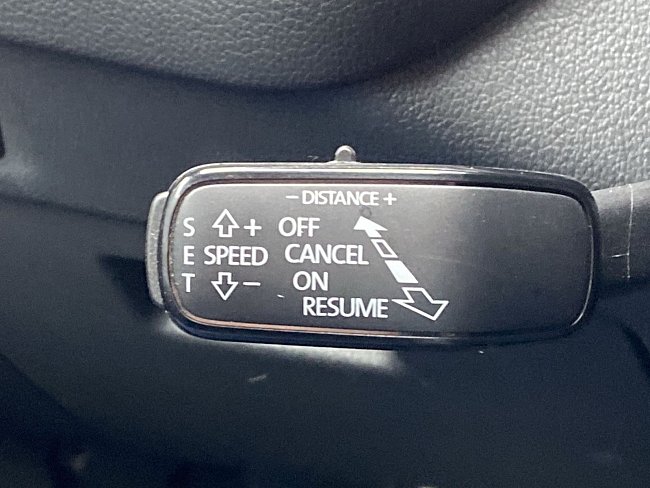 − DISTANCE +
S + OFF
E SPEED CANCEL
T − ON
RESUME